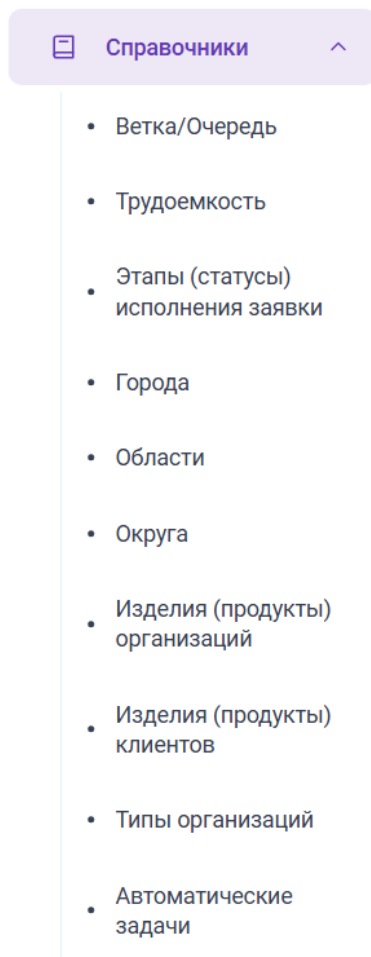 Справочники
Ветка/Очередь
Трудоемкость
Этапы (статусы)
исполнения заявки
Города
Области
Округа
Изделия (продукты)
организаций
Изделия (продукты)
клиентов
Типы организаций
Автоматические
задачи